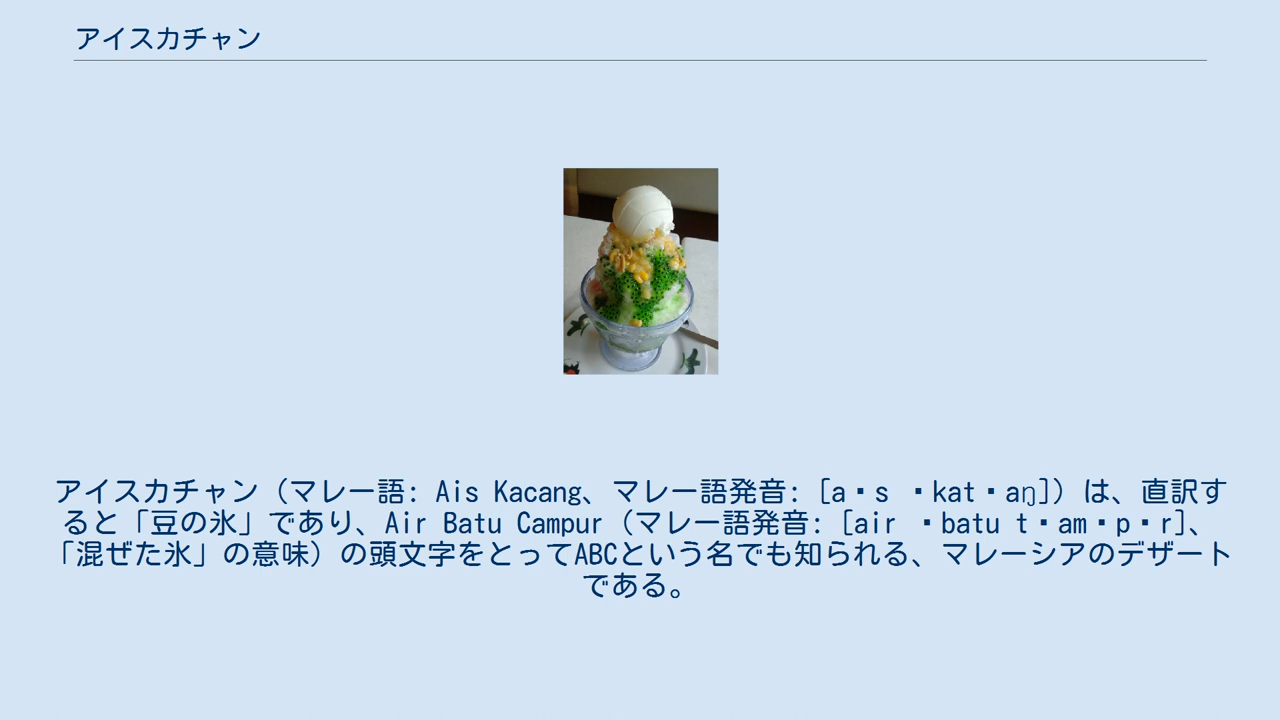 アイスカチャン
アイスカチャン（マレー語: Ais Kacang、マレー語発音: [a・s ・kat・aŋ]）は、直訳す
ると「豆の氷」であり、Air Batu Campur（マレー語発音: [air ・batu t・am・p・r]、
「混ぜた氷」の意味）の頭文字をとってABCという名でも知られる、マレーシアのデザート
である。